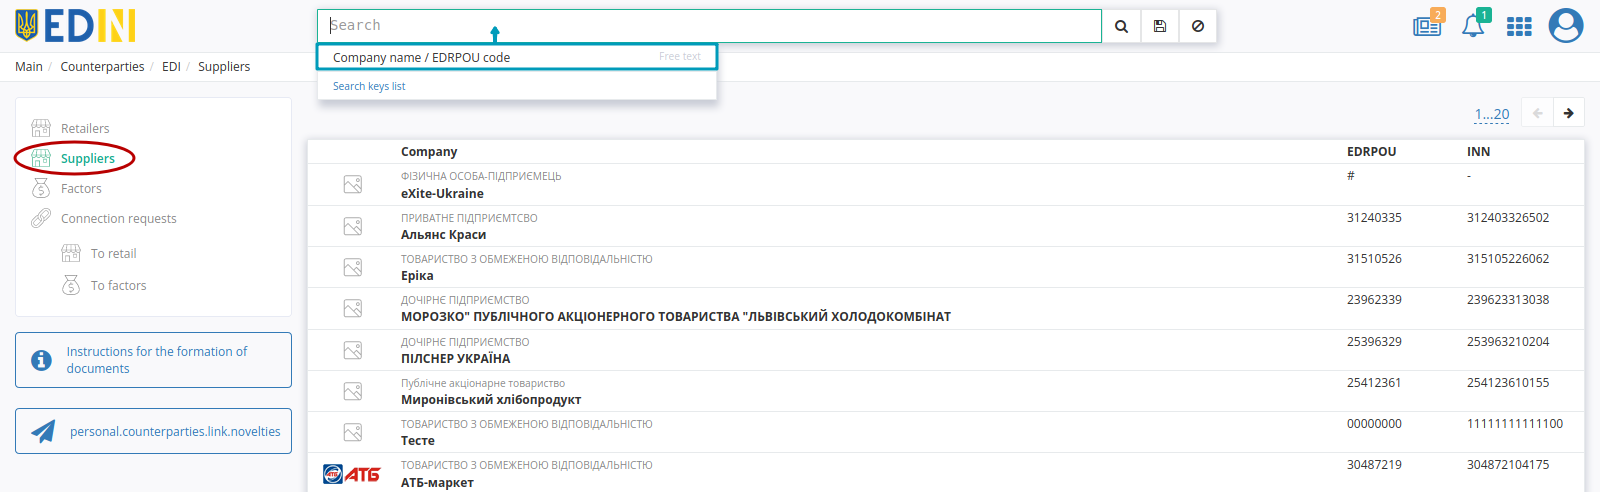 EDIN
Search
2
1
Company name / EDRPOU code Free text
Search keys list
Main / Counterparties / EDI / Suppliers
Retailers
Suppliers
Factors
Connection requests
To retail
To factors
Instructions for the formation of
documents
personal.counterparties.link.novelties
1...20
Company EDRPOU INN
ФІЗИЧНА ОСОБА-ПІДПРИЄМЕЦЬ
eXite-Ukraine # -
ПРИВАТНЕ ПІДПРИЄМТСВО
Альянс Краси 31240335 312403326502
ТОВАРИСТВО З ОБМЕЖЕНОЮ ВІДПОВІДАЛЬНІСТЮ
Еріка 31510526 315105226062
ДОЧІРНЄ ПІДПРИЄМСТВО
МОРОЗКО" ПУБЛІЧНОГО АКЦІОНЕРНОГО ТОВАРИСТВА "ЛЬВІВСЬКИЙ ХОЛОДОКОМБІНАТ 23962339 239623313038
ДОЧІРНЄ ПІДПРИЄМСТВО
ПІЛСНЕР УКРАЇНА 25396329 253963210204
Публічне акціонарне товариство
Миронівський хлібопродукт 25412361 254123610155
ТОВАРИСТВО З ОБМЕЖЕНОЮ ВІДПОВІДАЛЬНІСТЮ
Тесте 00000000 11111111111100
АТБ
ТОВАРИСТВО З ОБМЕЖЕНОЮ ВІДПОВІДАЛЬНІСТЮ
АТБ-маркет 30487219 304872104175